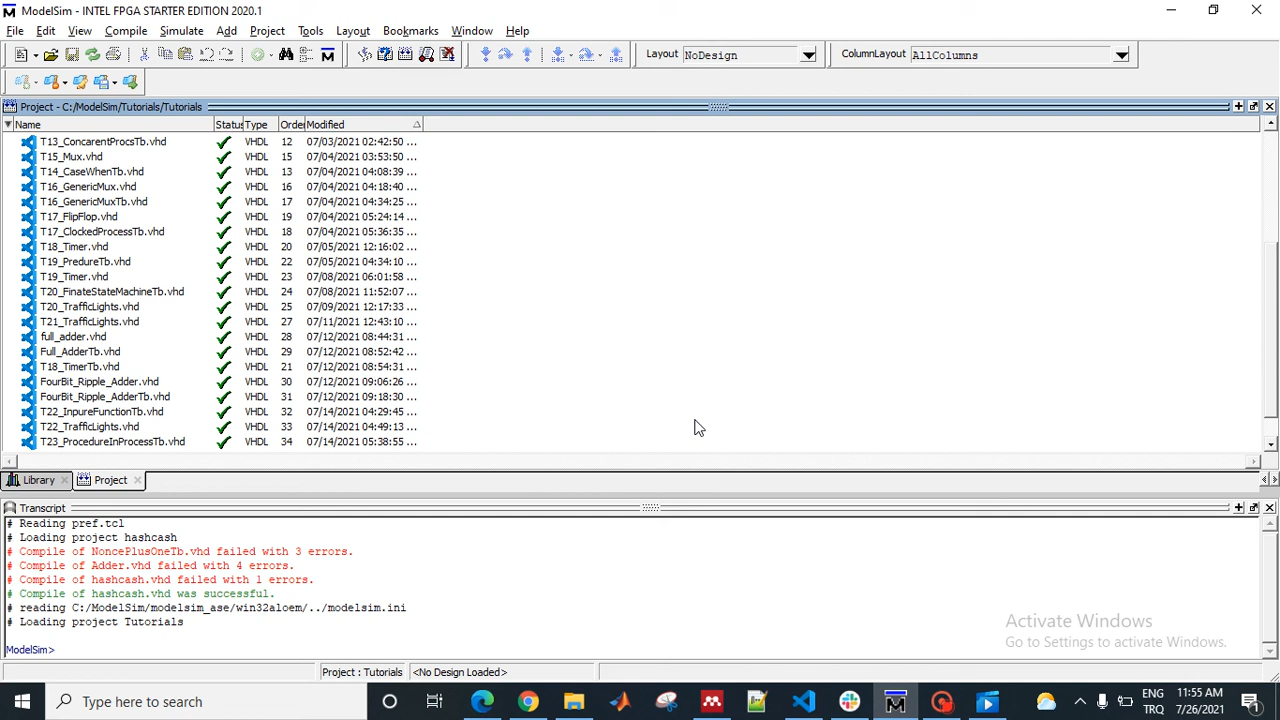 ModelSim - INTEL FPGA STARTER EDITION 2020.1
File Edit View Compile Simulate Add Project Tools Layout Bookmarks Window Help
Layout NoDesign ColumnLayout AllColumns
Project - C:/ModelSim/Tutorials/Tutorials
Name Status Type Order Modified
T13_ConcarentProcsTb.vhd VHDL 12 07/03/2021 02:42:50 ...
T15_Mux.vhd VHDL 15 07/04/2021 03:53:50 ...
T14_CaseWhenTb.vhd VHDL 13 07/04/2021 04:08:39 ...
T16_GenericMux.vhd VHDL 16 07/04/2021 04:18:40 ...
T16_GenericMuxTb.vhd VHDL 17 07/04/2021 04:34:25 ...
T17_FlipFlop.vhd VHDL 19 07/04/2021 05:24:14 ...
T17_ClockedProcessTb.vhd VHDL 18 07/04/2021 05:36:35 ...
T18_Timer.vhd VHDL 20 07/05/2021 12:16:02 ...
T19_PredureTb.vhd VHDL 22 07/05/2021 04:34:10 ...
T19_Timer.vhd VHDL 23 07/08/2021 06:01:58 ...
T20_FinateStateMachineTb.vhd VHDL 24 07/08/2021 11:52:07 ...
T20_TrafficLights.vhd VHDL 25 07/09/2021 12:17:33 ...
T21_TrafficLights.vhd VHDL 27 07/11/2021 12:43:10 ...
full_adder.vhd VHDL 28 07/12/2021 08:44:31 ...
Full_AdderTb.vhd VHDL 29 07/12/2021 08:52:42 ...
T18_TimerTb.vhd VHDL 21 07/12/2021 08:54:31 ...
FourBit_Ripple_Adder.vhd VHDL 30 07/12/2021 09:06:26 ...
FourBit_Ripple_AdderTb.vhd VHDL 31 07/12/2021 09:18:30 ...
T22_InpureFunctionTb.vhd VHDL 32 07/14/2021 04:29:45 ...
T22_TrafficLights.vhd VHDL 33 07/14/2021 04:49:13 ...
T23_ProcedureInProcessTb.vhd VHDL 34 07/14/2021 05:38:55 ...
Library Project
Transcript
# Reading pref.tcl
# Loading project hashcash
# Compile of NoncePlusOneTb.vhd failed with 3 errors.
# Compile of Adder.vhd failed with 4 errors.
# Compile of hashcash.vhd failed with 1 errors.
# Compile of hashcash.vhd was successful.
# reading C:/ModelSim/modelsim_ase/win32aloem/../modelsim.ini
# Loading project Tutorials
ModelSim>
Activate Windows
Go to Settings to activate Windows.
Project : Tutorials <No Design Loaded>
Type here to search
ENG 11:55 AM
TRQ 7/26/2021
1